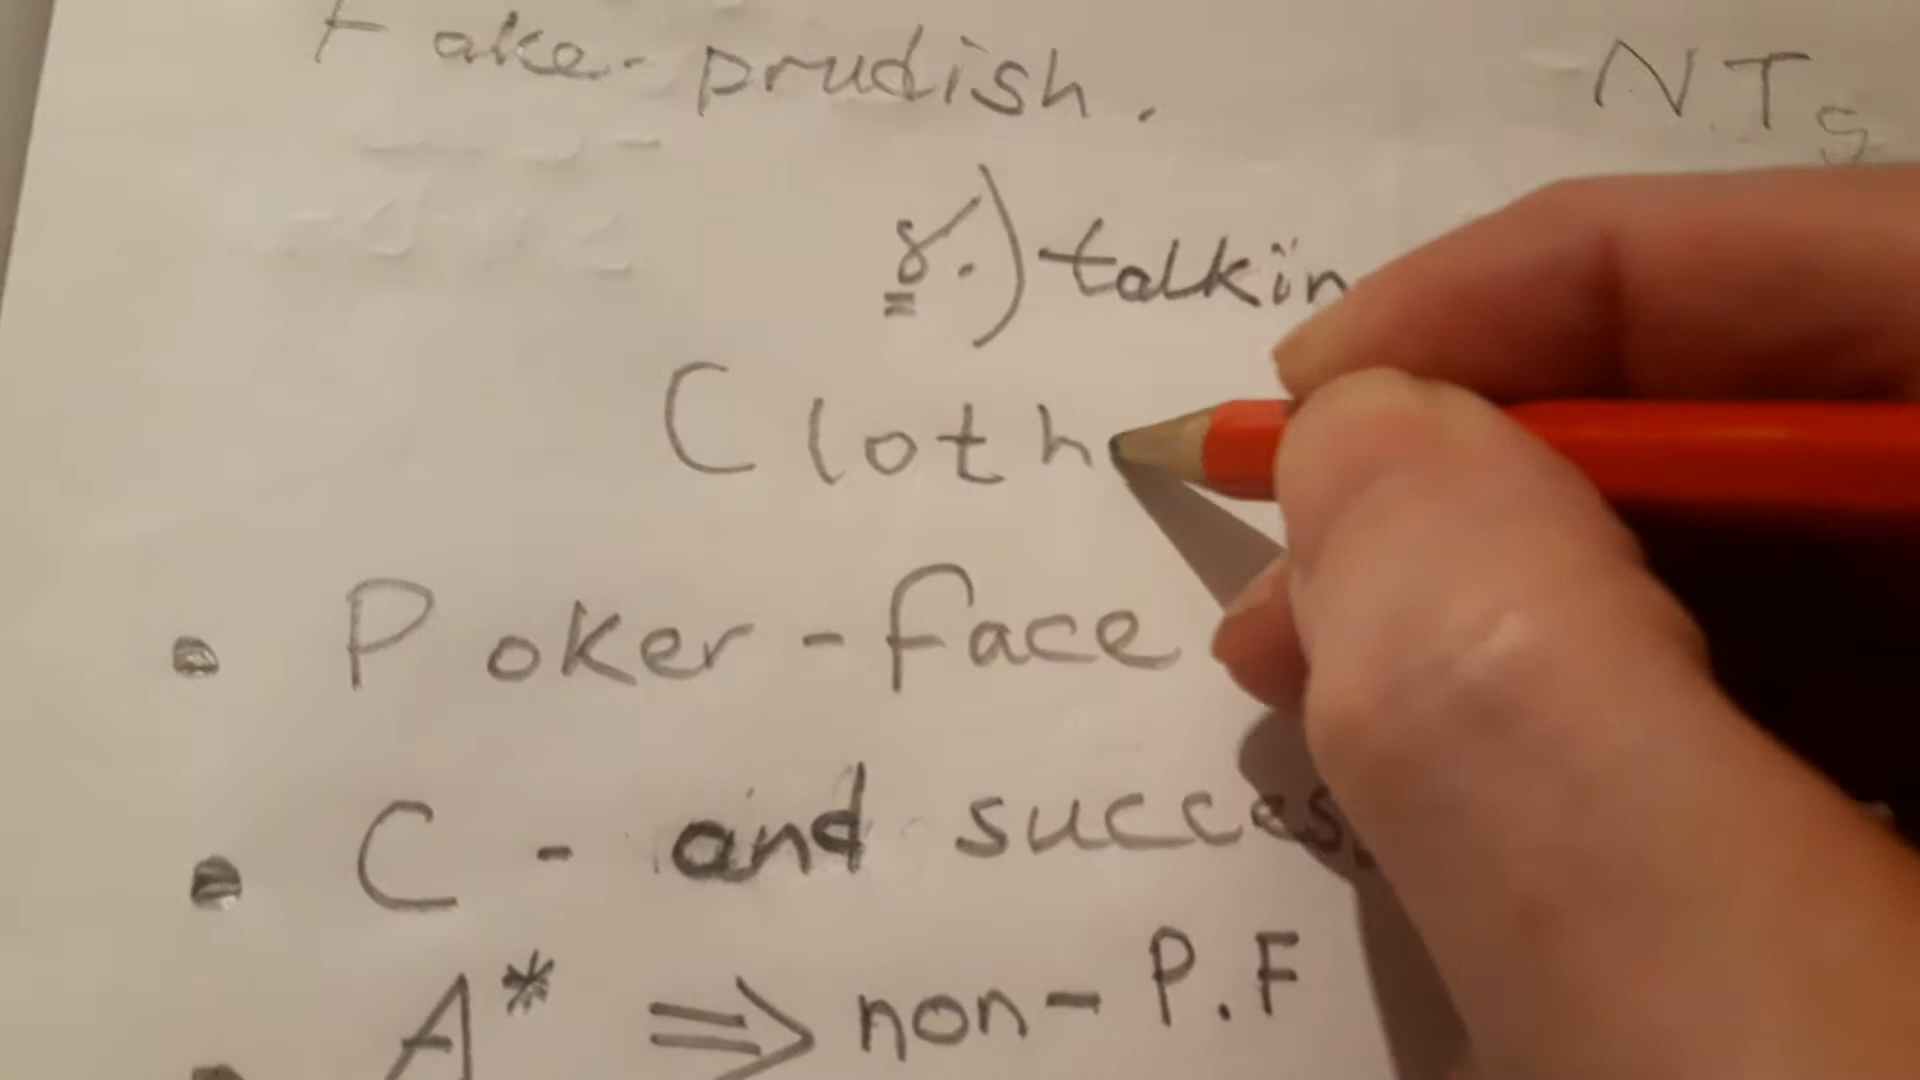 Fake-prudish. NTs
8.) talkin
Cloth
• Poker-face
• C - and succes
• A* ⇒ non-P.F